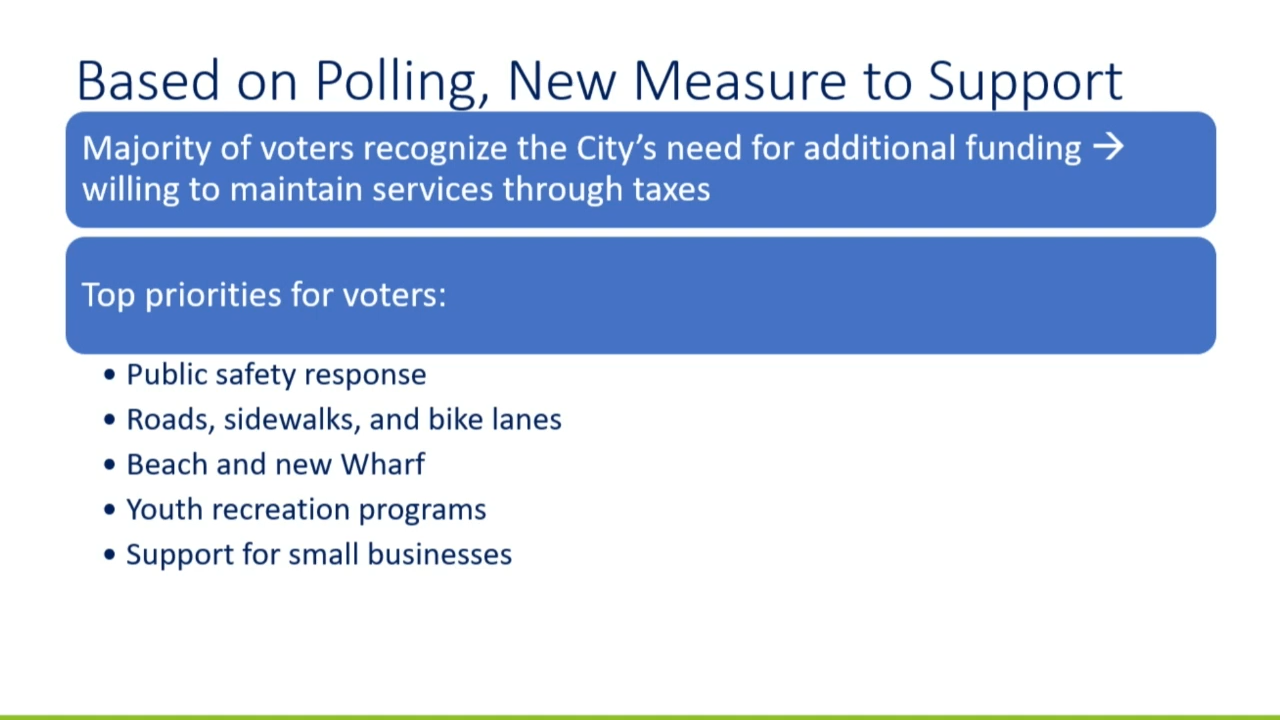 Based on Polling, New Measure to Support
Majority of voters recognize the City’s need for additional funding →
willing to maintain services through taxes
Top priorities for voters:
• Public safety response
• Roads, sidewalks, and bike lanes
• Beach and new Wharf
• Youth recreation programs
• Support for small businesses